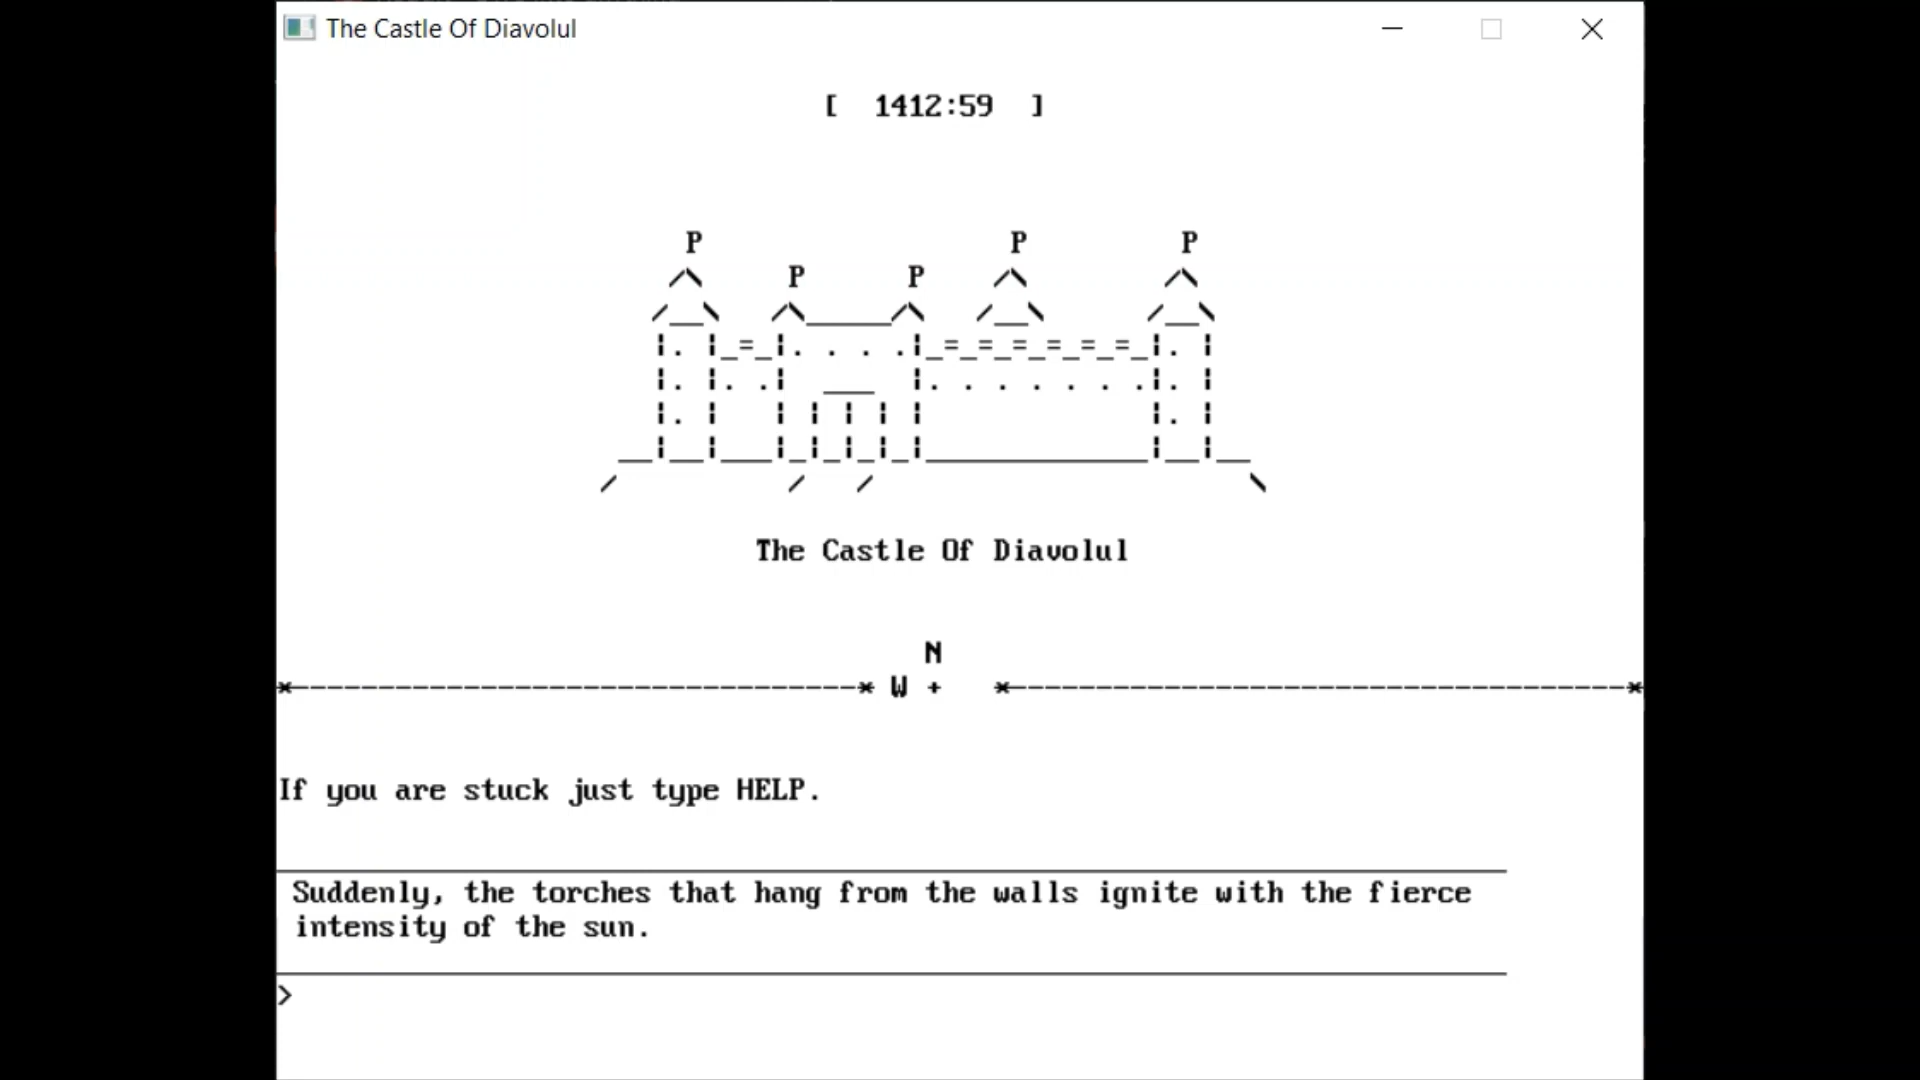 The Castle Of Diavolul
[ 1412:59 ]
P P P
P P
The Castle Of Diavolul
N
W +
If you are stuck just type HELP.
Suddenly, the torches that hang from the walls ignite with the fierce
intensity of the sun.
>